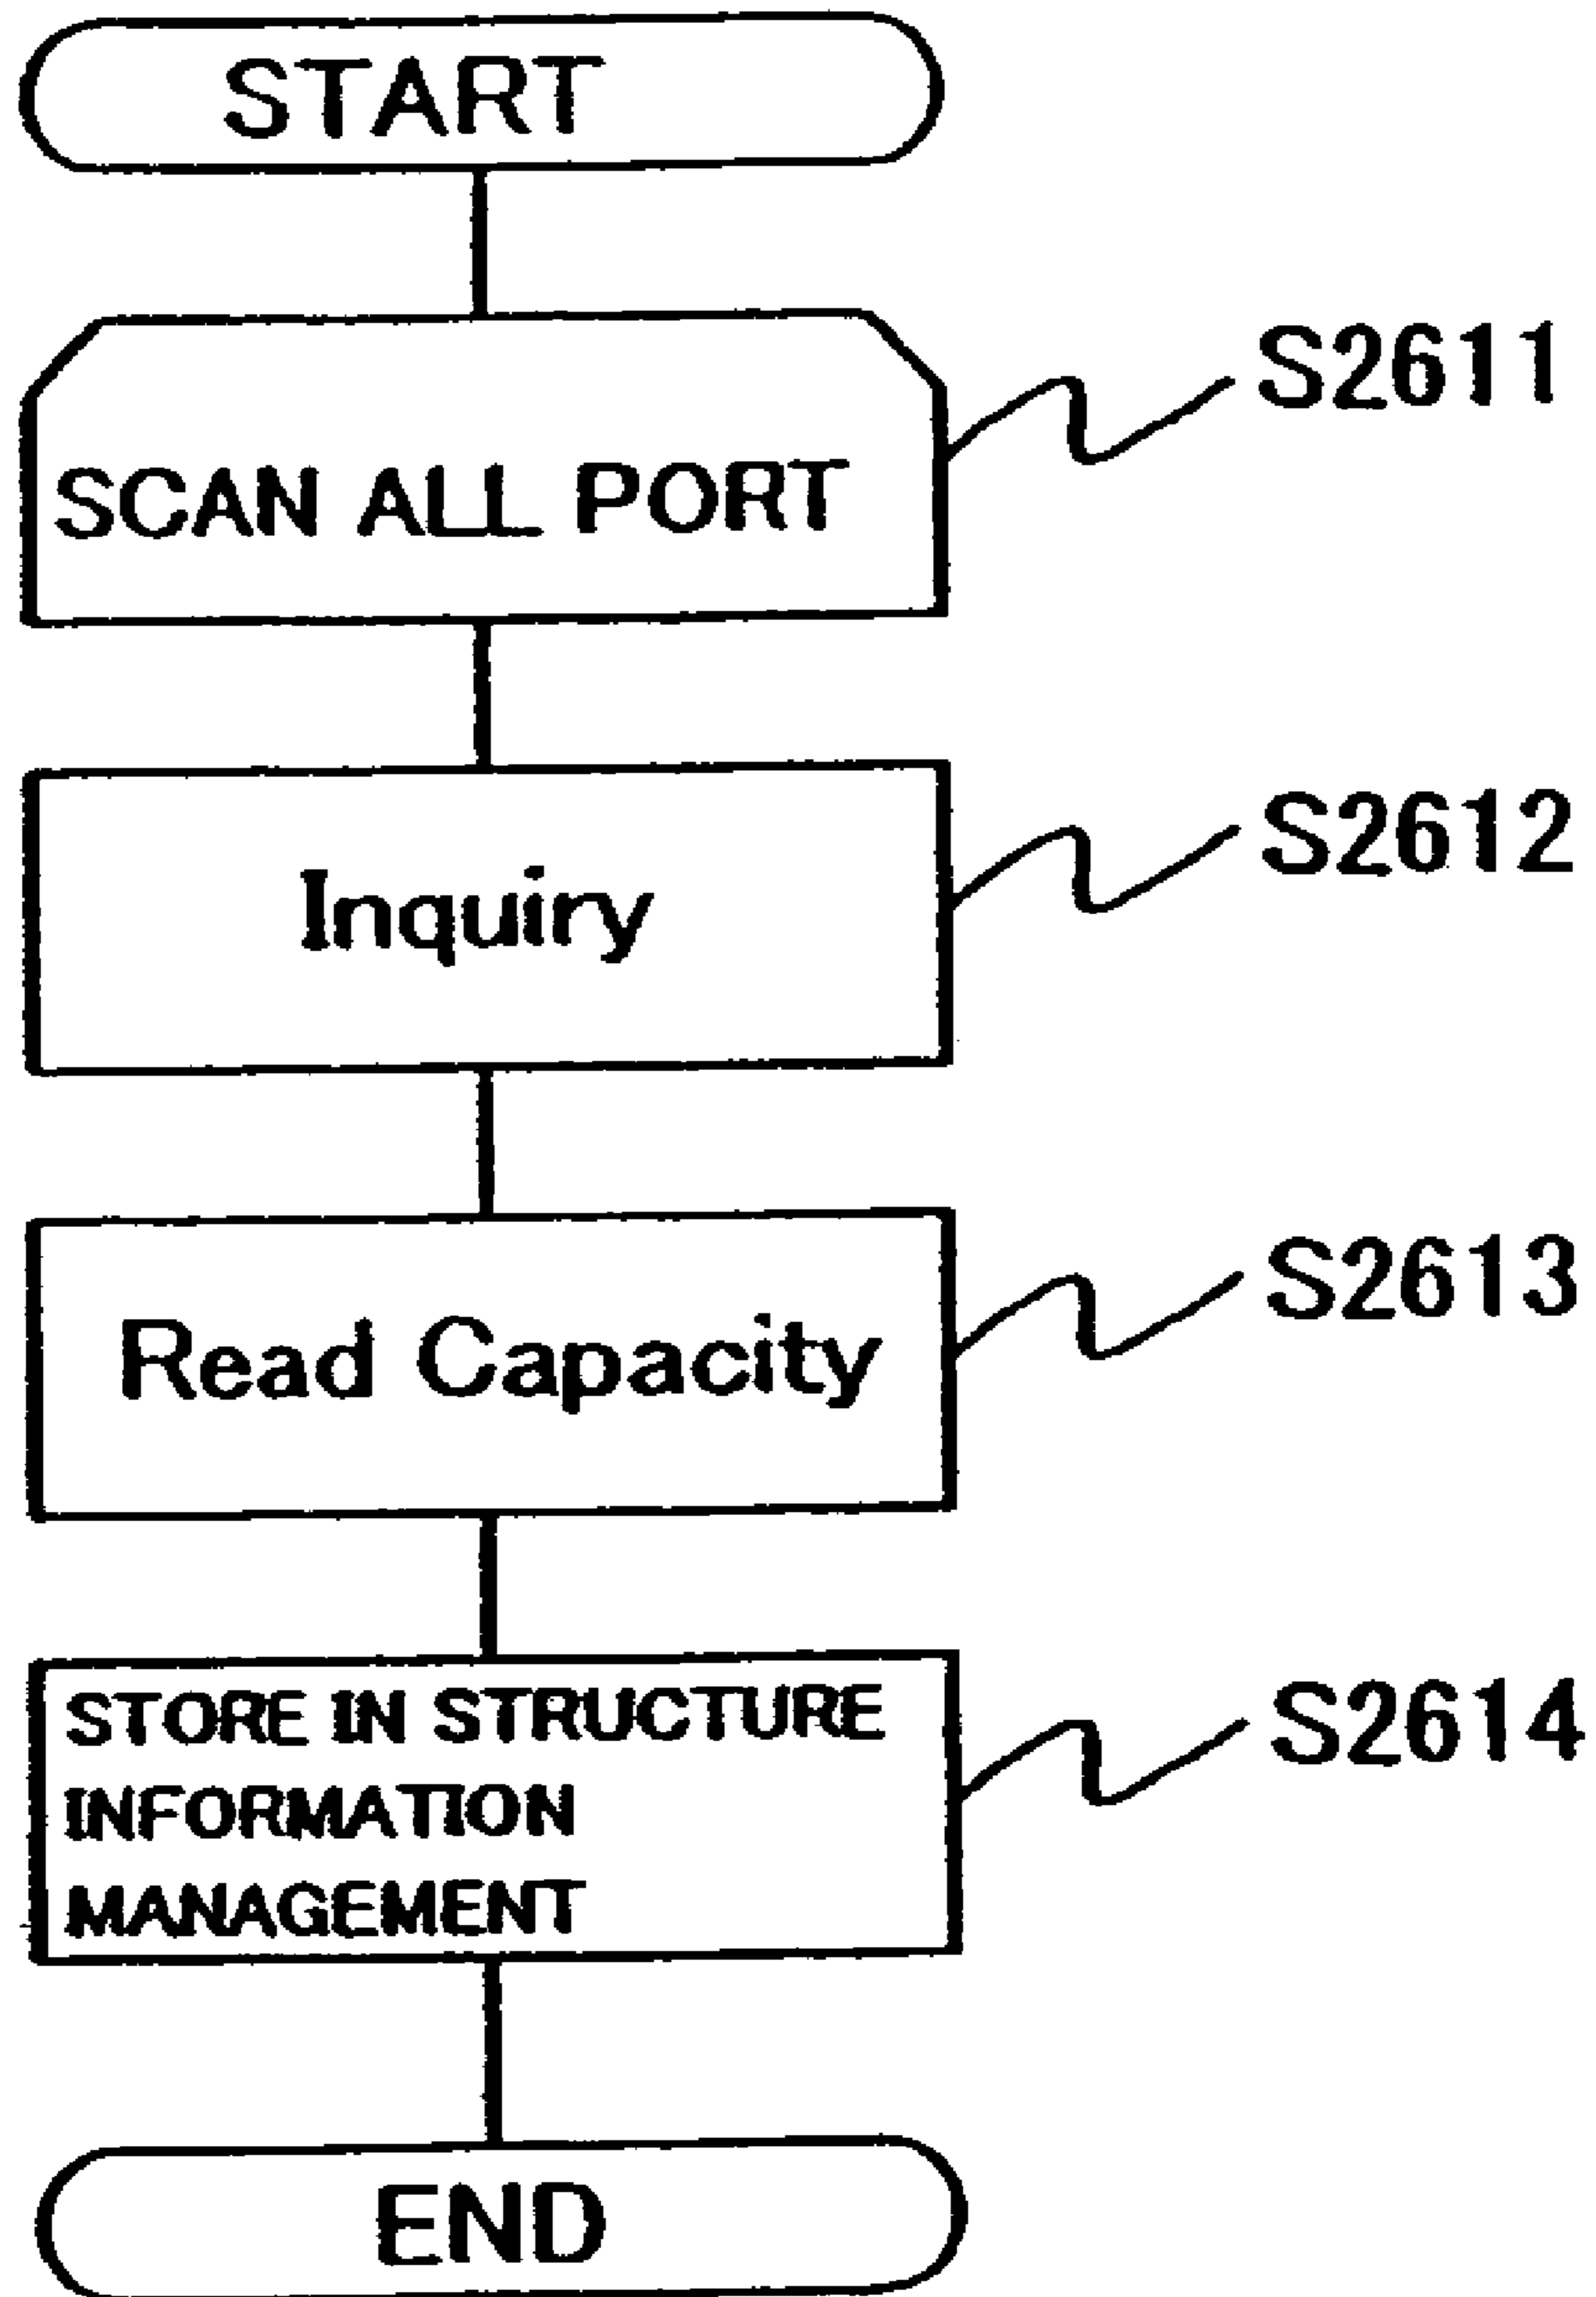 START
SCAN ALL PORT
S2611
Inquiry
S2612
Read Capacity
S2613
STORE IN STRUCTURE
INFORMATION
MANAGEMENT
S2614
END